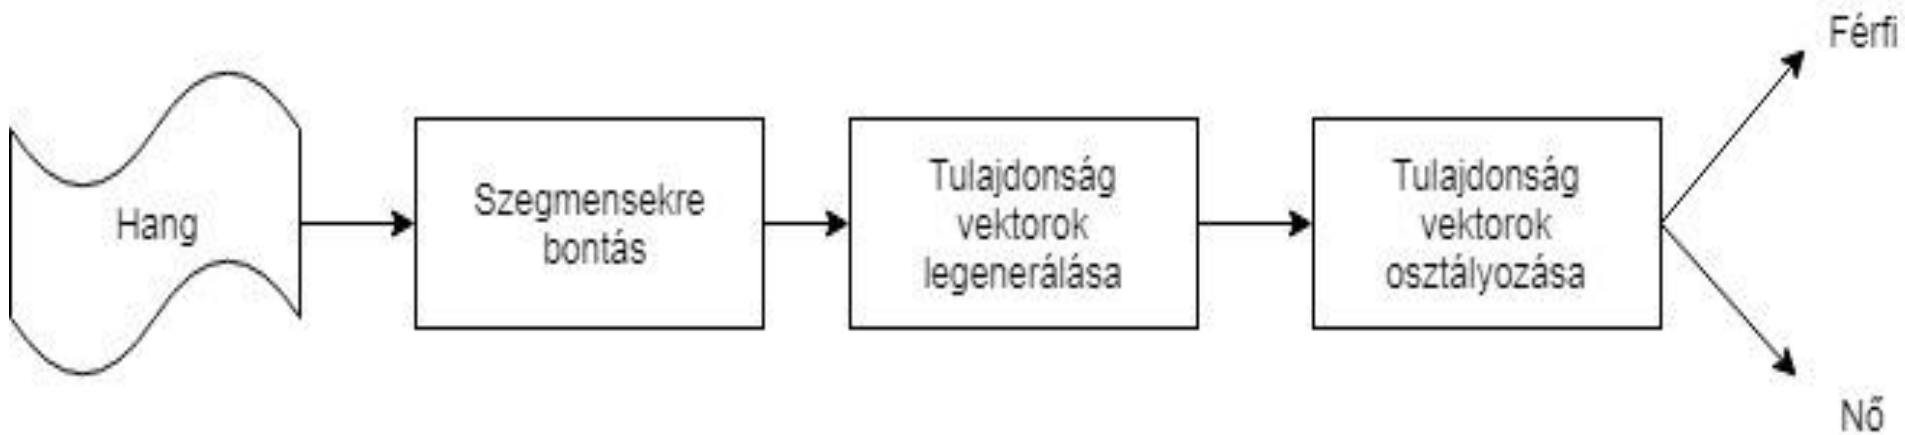 Hang
Szegmensekre
bontás
Tulajdonság
vektorok
legenerálása
Tulajdonság
vektorok
osztályozása
Férfi
Nő